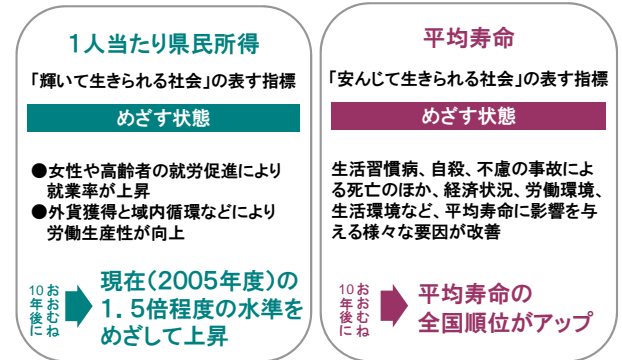 1人当たり県民所得
「輝いて生きられる社会」の表す指標
めざす状態
●女性や高齢者の就労促進により
就業率が上昇
●外貨獲得と域内循環などにより
労働生産性が向上
おおむね
10年後に
現在(2005年度)の
1.5倍程度の水準を
めざして上昇
平均寿命
「安んじて生きられる社会」の表す指標
めざす状態
生活習慣病、自殺、不慮の事故によ
る死亡のほか、経済状況、労働環境、
生活環境など、平均寿命に影響を与
える様々な要因が改善
おおむね
10年後に
平均寿命の
全国順位がアップ